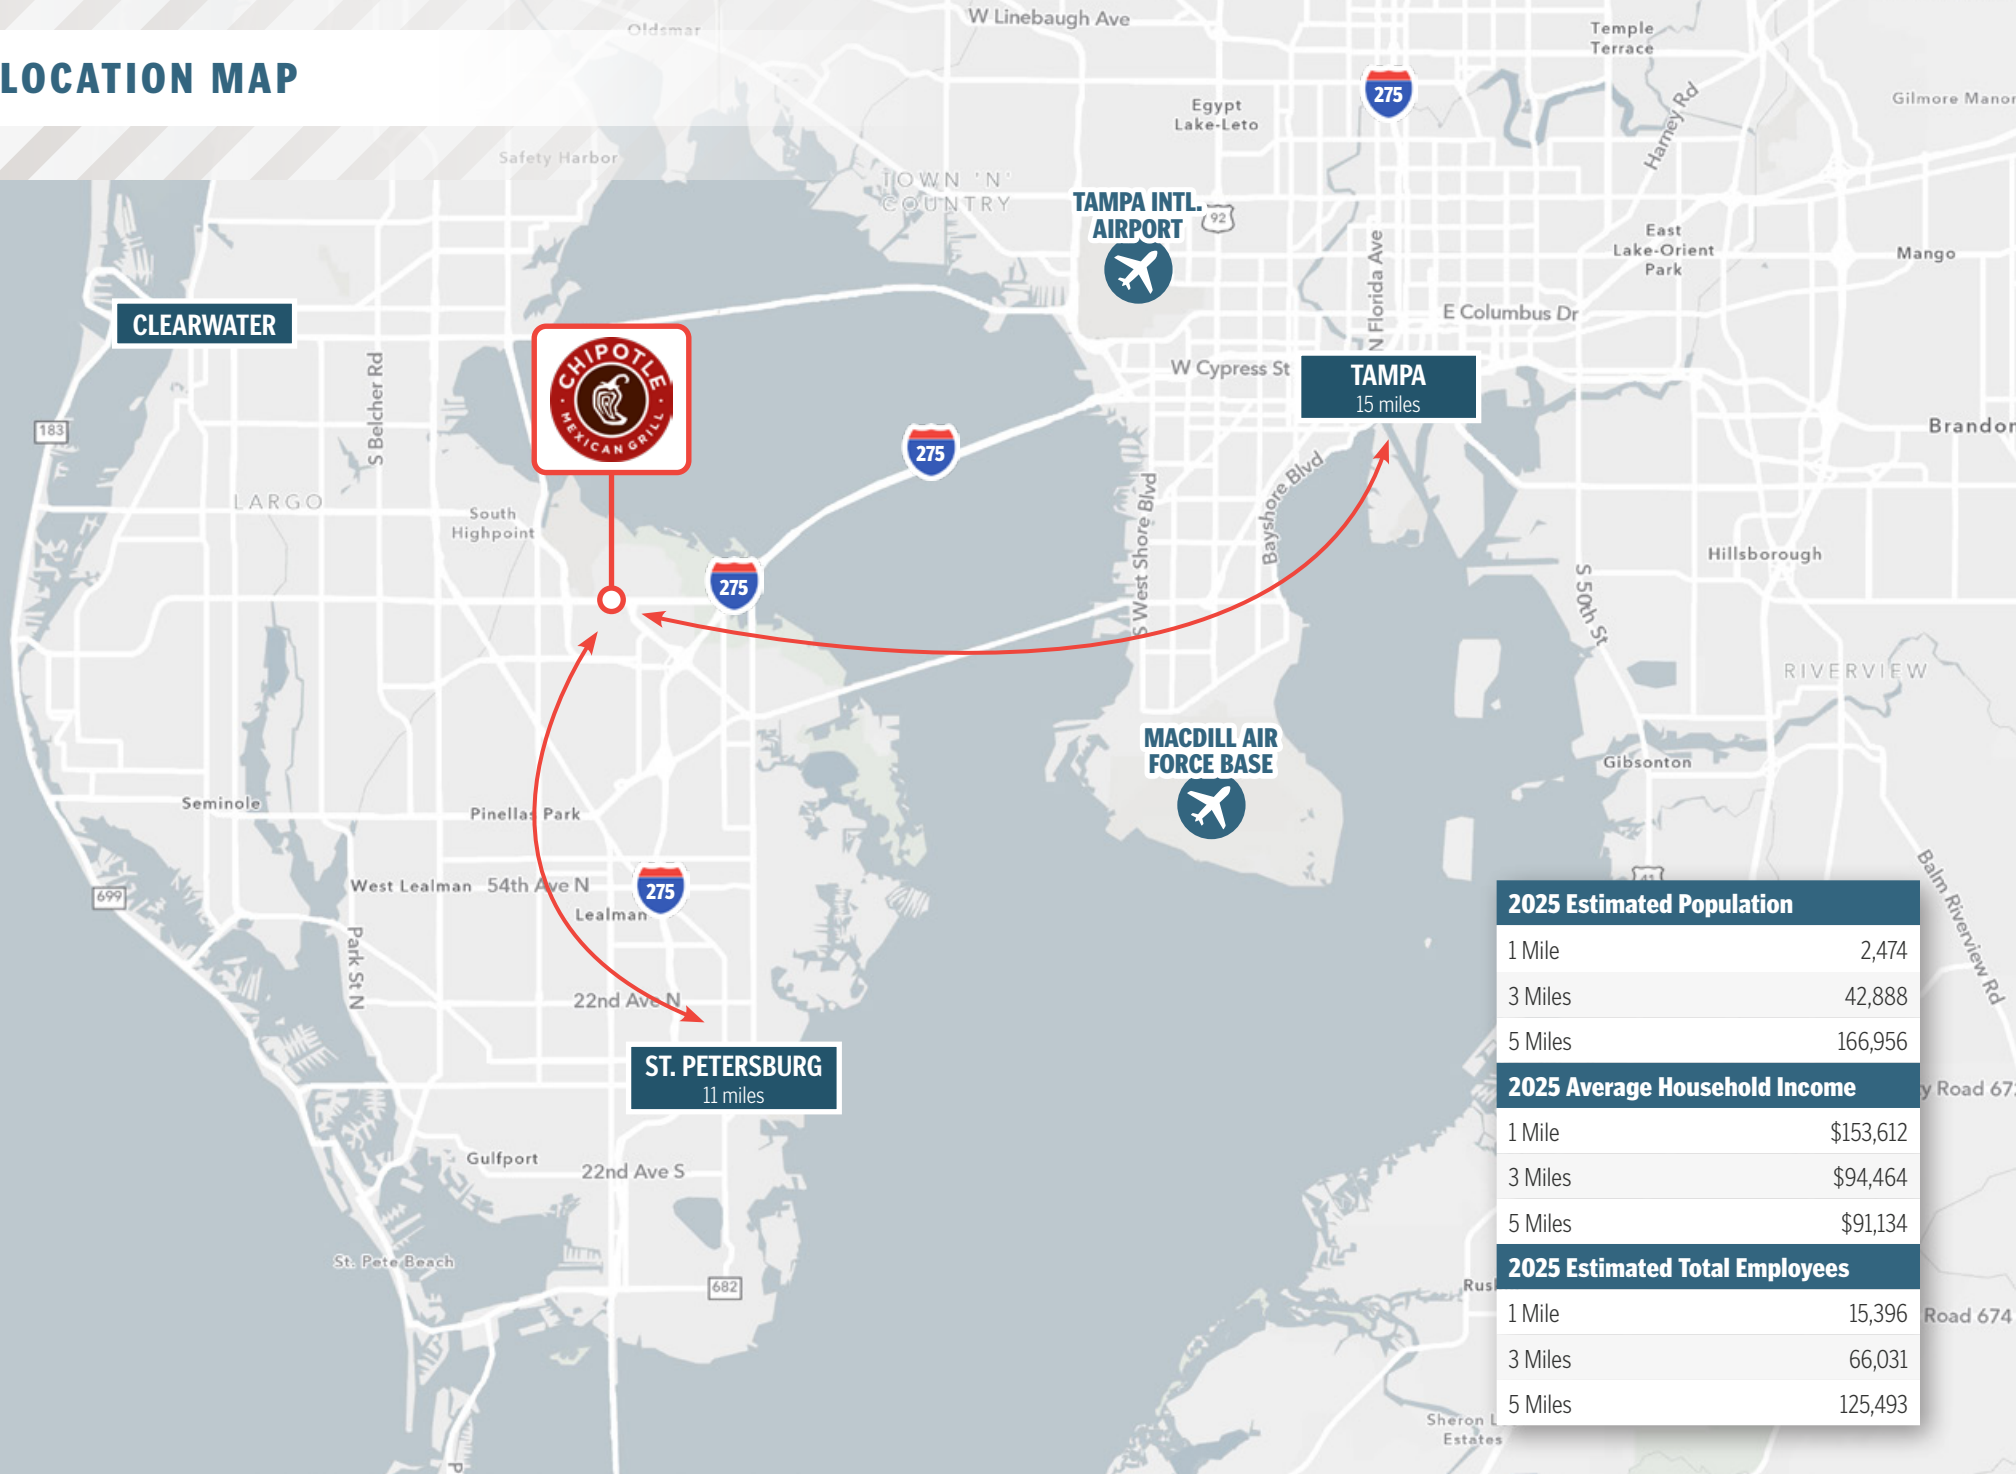 LOCATION MAP
Oldsmar
W Linebaugh Ave
Temple
Terrace
275
Egypt
Lake-Leto
Harney Rd
Gilmore Manor
Safety Harbor
TOWN 'N'
COUNTRY
TAMPA INTL.
AIRPORT
92
N Florida Ave
East
Lake-Orient
Park
Mango
CLEARWATER
E Columbus Dr
CHIPOTLE
MEXICAN GRILL
S Belcher Rd
W Cypress St
TAMPA
15 miles
183
275
Brandon
LARGO
South
Highpoint
S West Shore Blvd
Bayshore Blvd
Hillsborough
275
S 50th St
RIVERVIEW
MACDILL AIR
FORCE BASE
Gibsonton
Seminole
Pinellas Park
West Lealman
54th Ave N
275
699
Lealman
41
Balm Riverview Rd
Park St N
22nd Ave N
ST. PETERSBURG
11 miles
Gulfport
22nd Ave S
St. Pete Beach
682
2025 Estimated Population
1 Mile 2,474
3 Miles 42,888
5 Miles 166,956
2025 Average Household Income
y Road 672
1 Mile $153,612
3 Miles $94,464
5 Miles $91,134
2025 Estimated Total Employees
Rus
1 Mile 15,396
Road 674
3 Miles 66,031
5 Miles 125,493
Sheron L
Estates
P